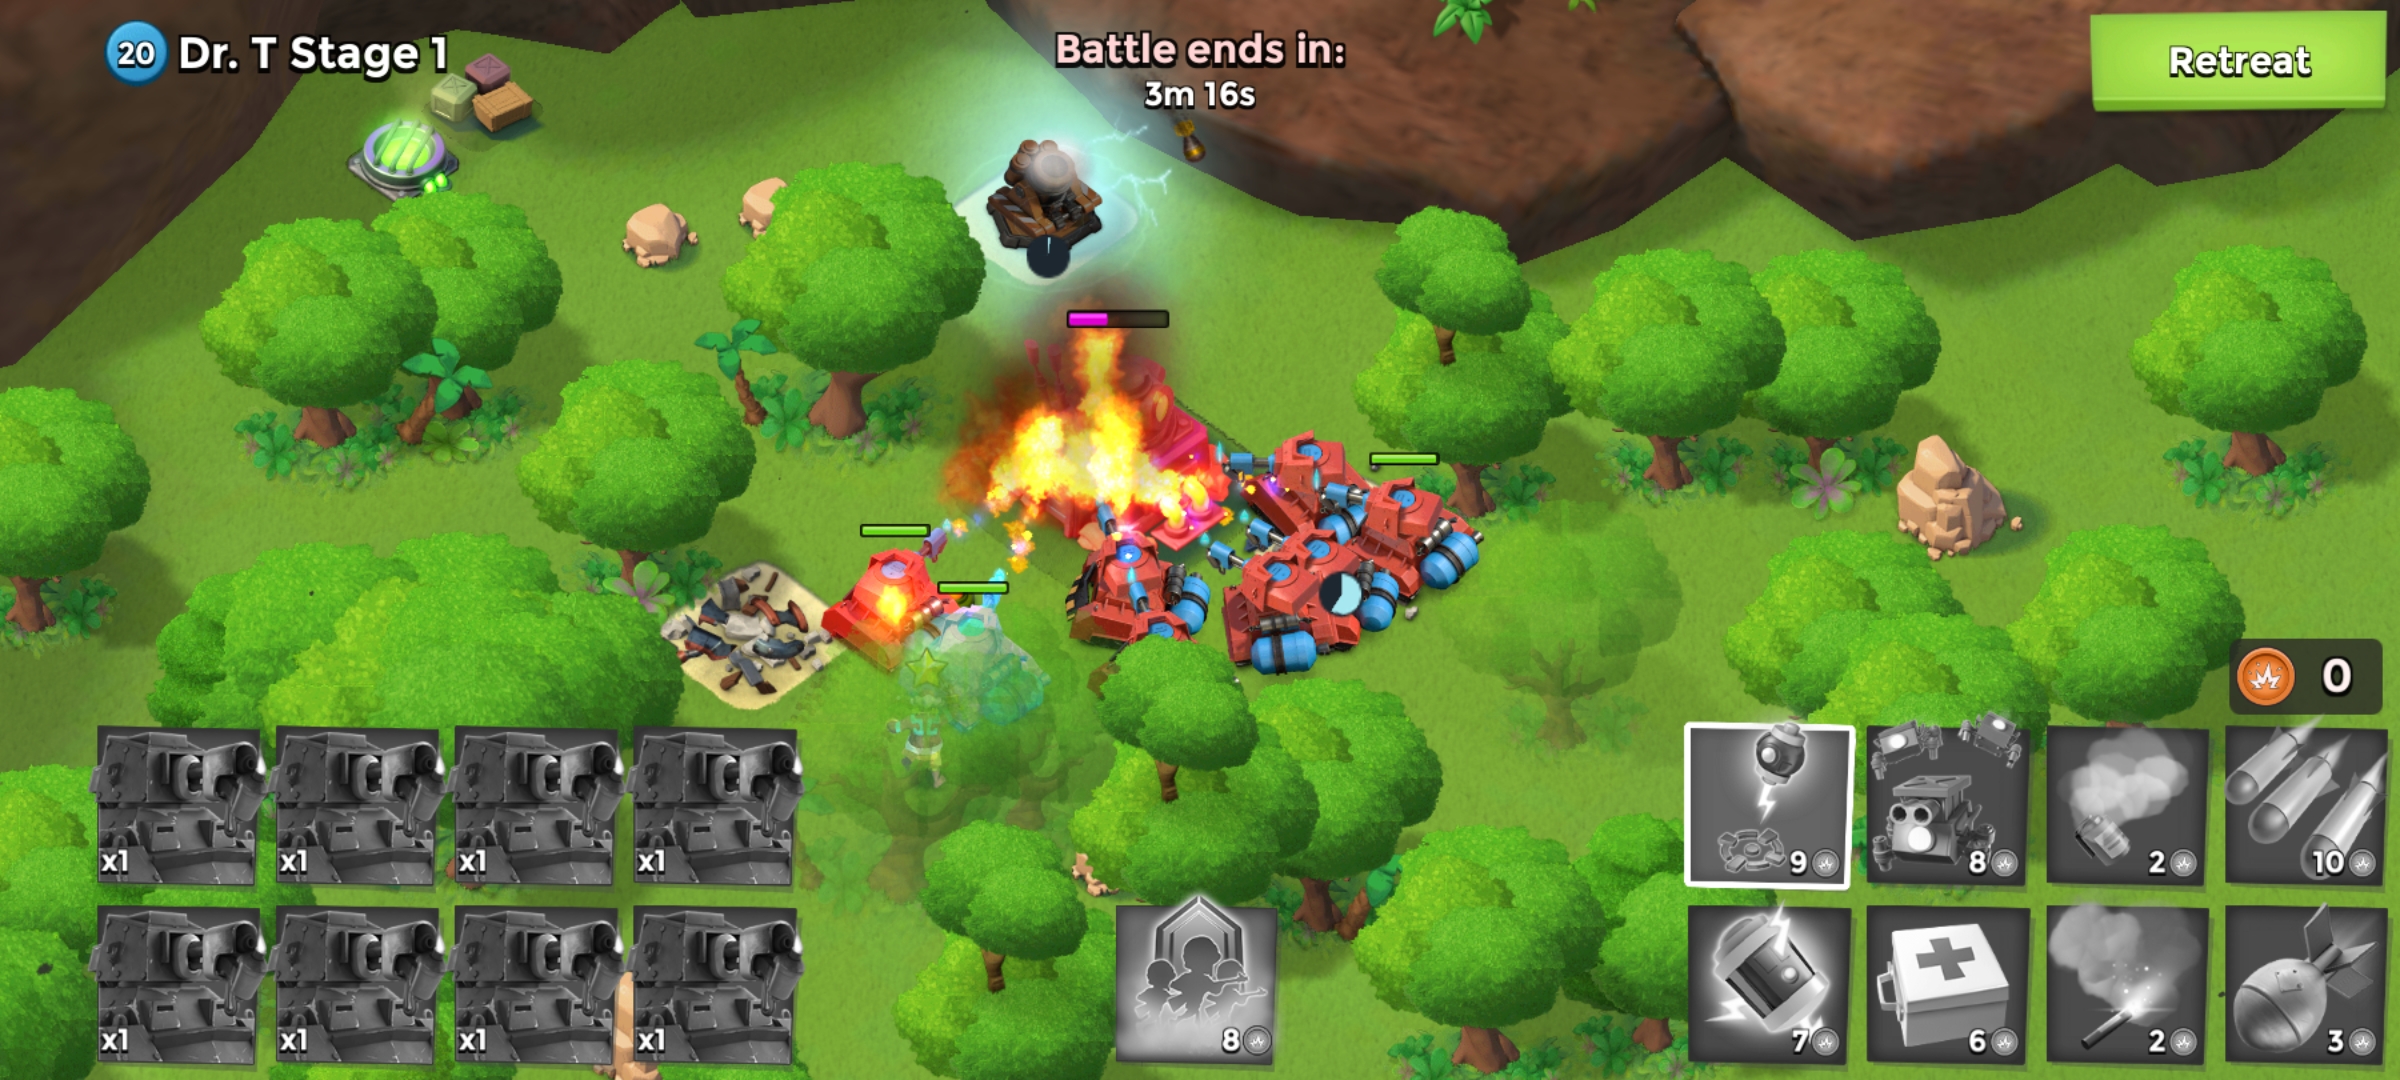 20 Dr. T Stage 1
Battle ends in:
3m 16s
Retreat
0
x1 x1 x1 x1
9 8 2 10
x1 x1 x1 x1
8
7 6 2 3